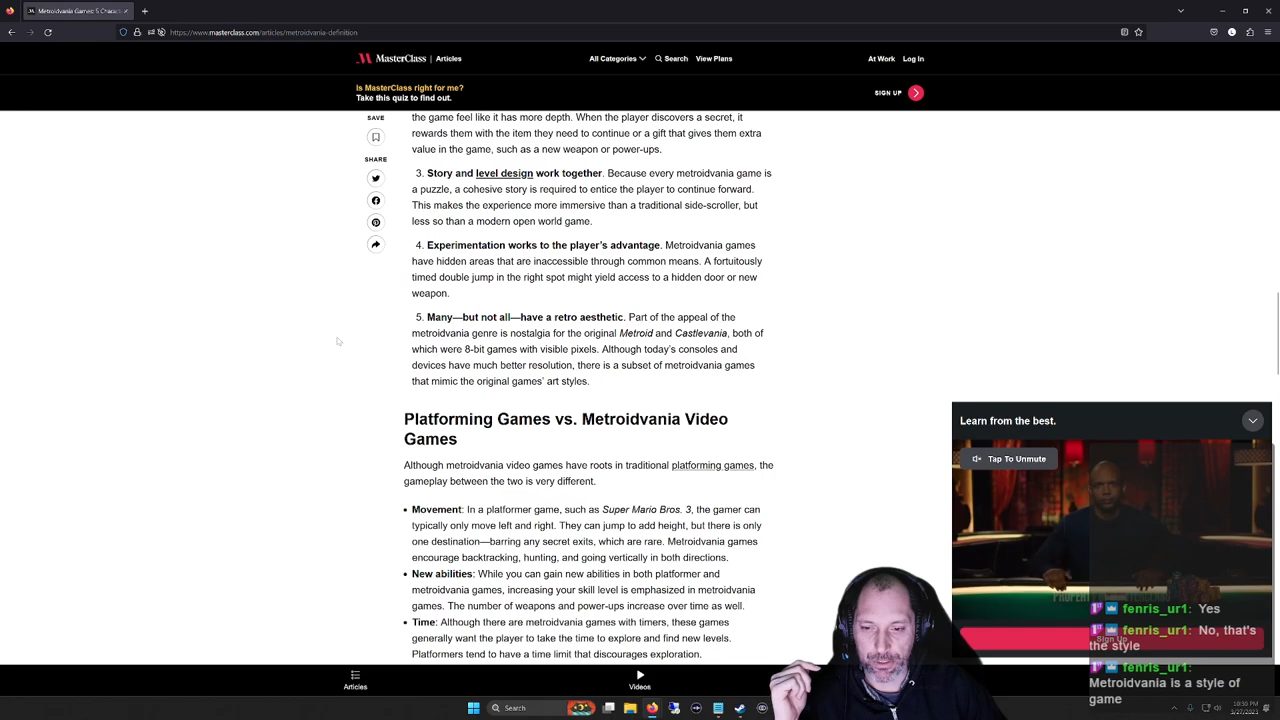 Metroidvania Games: 5 Charact
https://www.masterclass.com/articles/metroidvania-definition
MasterClass | Articles
All Categories
Search
View Plans
At Work
Log In
Is MasterClass right for me?
Take this quiz to find out.
SIGN UP
SAVE
SHARE
the game feel like it has more depth. When the player discovers a secret, it
rewards them with the item they need to continue or a gift that gives them extra
value in the game, such as a new weapon or power-ups.
3. Story and level design work together. Because every metroidvania game is
a puzzle, a cohesive story is required to entice the player to continue forward.
This makes the experience more immersive than a traditional side-scroller, but
less so than a modern open world game.
4. Experimentation works to the player's advantage. Metroidvania games
have hidden areas that are inaccessible through common means. A fortuitously
timed double jump in the right spot might yield access to a hidden door or new
weapon.
5. Many—but not all—have a retro aesthetic. Part of the appeal of the
metroidvania genre is nostalgia for the original Metroid and Castlevania, both of
which were 8-bit games with visible pixels. Although today's consoles and
devices have much better resolution, there is a subset of metroidvania games
that mimic the original games' art styles.
Platforming Games vs. Metroidvania Video
Games
Although metroidvania video games have roots in traditional platforming games, the
gameplay between the two is very different.
• Movement: In a platformer game, such as Super Mario Bros. 3, the gamer can
typically only move left and right. They can jump to add height, but there is only
one destination—barring any secret exits, which are rare. Metroidvania games
encourage backtracking, hunting, and going vertically in both directions.
• New abilities: While you can gain new abilities in both platformer and
metroidvania games, increasing your skill level is emphasized in metroidvania
games. The number of weapons and power-ups increase over time as well.
• Time: Although there are metroidvania games with timers, these games
generally want the player to take the time to explore and find new levels.
Platformers tend to have a time limit that discourages exploration.
Learn from the best.
Tap To Unmute
Sign Up
fenris_ur1: Yes
fenris_ur1: No, that's
the style
fenris_ur1:
Metroidvania is a style of
game
Articles
Videos
Search
10:50 PM